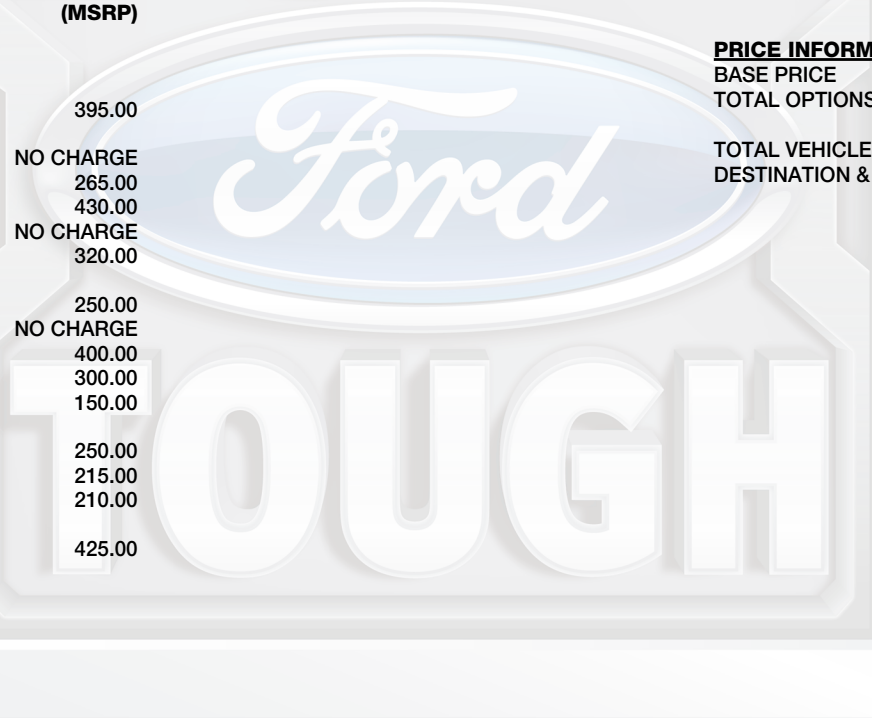 (MSRP)
395.00
NO CHARGE
265.00
430.00
NO CHARGE
320.00
250.00
NO CHARGE
400.00
300.00
150.00
250.00
215.00
210.00
425.00
PRICE INFORM
BASE PRICE
TOTAL OPTIONS
TOTAL VEHICLE
DESTINATION &
Ford
TOUGH